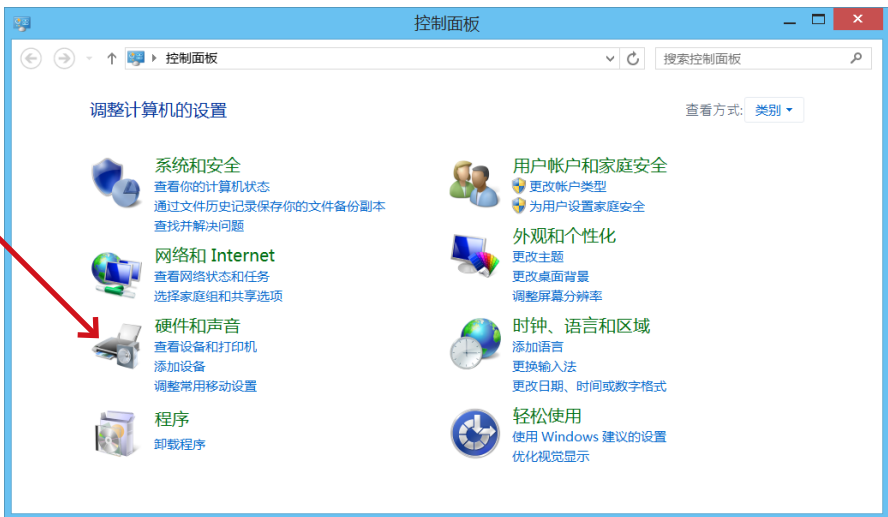 控制面板
控制面板
搜索控制面板
调整计算机的设置
查看方式: 类别
系统和安全
查看你的计算机状态
通过文件历史记录保存你的文件备份副本
查找并解决问题
网络和 Internet
查看网络状态和任务
选择家庭组和共享选项
硬件和声音
查看设备和打印机
添加设备
调整常用移动设置
程序
卸载程序
用户帐户和家庭安全
更改帐户类型
为用户设置家庭安全
外观和个性化
更改主题
更改桌面背景
调整屏幕分辨率
时钟、语言和区域
添加语言
更换输入法
更改日期、时间或数字格式
轻松使用
使用 Windows 建议的设置
优化视觉显示